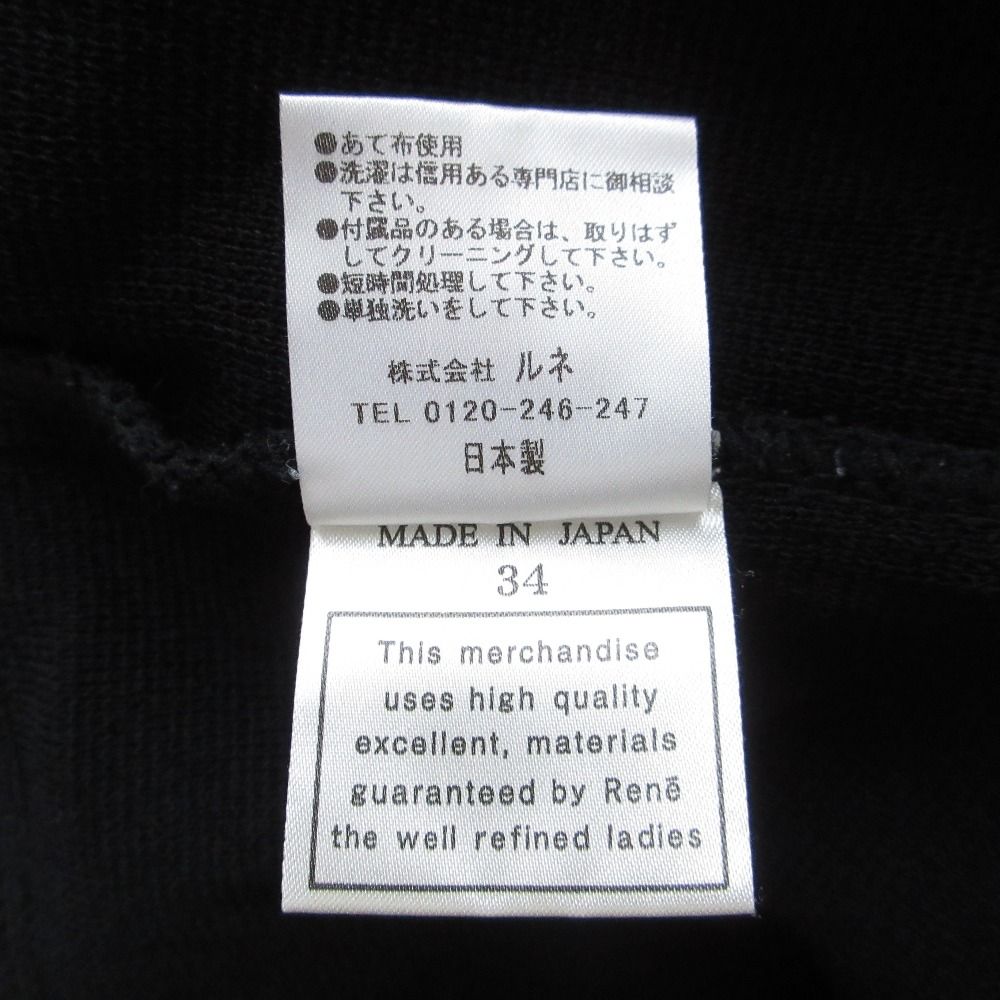 ●あて布使用
●洗濯は信用ある専門店に御相談
下さい。
●付属品のある場合は、取りはず
してクリーニングして下さい。
●短時間処理して下さい。
●単独洗いをして下さい。
株式会社 ルネ
TEL 0120-246-247
日本製
MADE IN JAPAN
34
This merchandise
uses high quality
excellent, materials
guaranteed by Renē
the well refined ladies